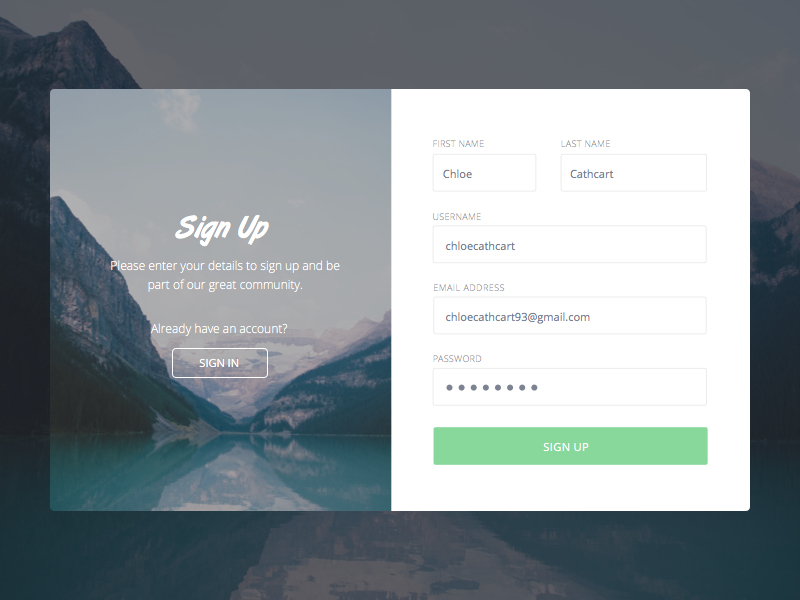 Sign Up
Please enter your details to sign up and be
part of our great community.
Already have an account?
SIGN IN
FIRST NAME
LAST NAME
Chloe
Cathcart
USERNAME
chloecathcart
EMAIL ADDRESS
chloecathcart93@gmail.com
PASSWORD
SIGN UP